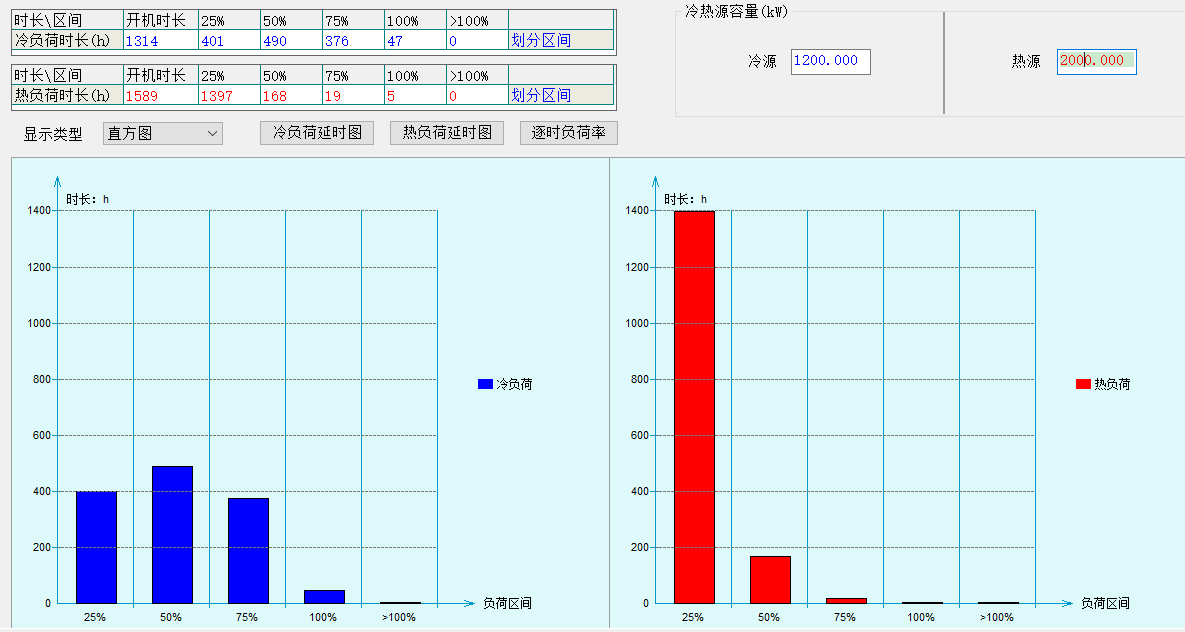 时长\区间 开机时长 25% 50% 75% 100% >100%
冷负荷时长(h) 1314 401 490 376 47 0 划分区间
时长\区间 开机时长 25% 50% 75% 100% >100%
热负荷时长(h) 1589 1397 168 19 5 0 划分区间
冷热源容量(kW)
冷源 1200.000 热源 2000.000
显示类型 直方图 冷负荷延时图 热负荷延时图 逐时负荷率
时长: h
1400
1200
1000
800
600
400
200
0
25% 50% 75% 100% >100%
负荷区间
冷负荷
时长: h
1400
1200
1000
800
600
400
200
0
25% 50% 75% 100% >100%
负荷区间
热负荷